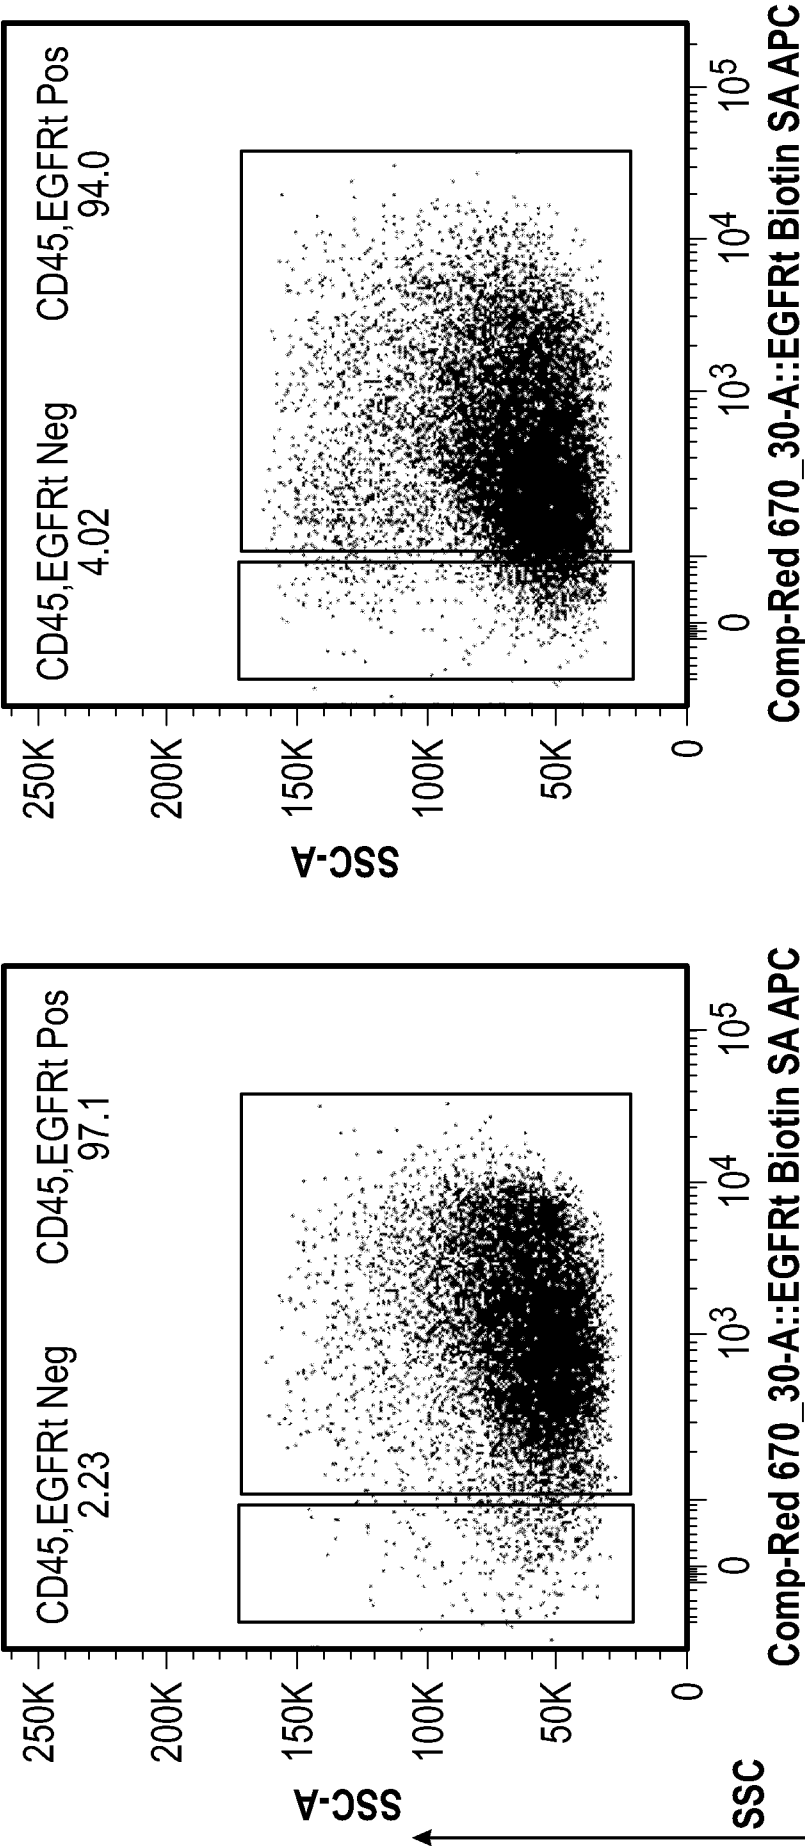 SSC
SSC-A
250K
200K
150K
100K
50K
0
CD45,EGFRt Neg
2.23
CD45,EGFRt Pos
97.1
0
10³
10⁴
10⁵
Comp-Red 670_30-A::EGFRt Biotin SA APC
SSC-A
250K
200K
150K
100K
50K
0
CD45,EGFRt Neg
4.02
CD45,EGFRt Pos
94.0
0
10³
10⁴
10⁵
Comp-Red 670_30-A::EGFRt Biotin SA APC